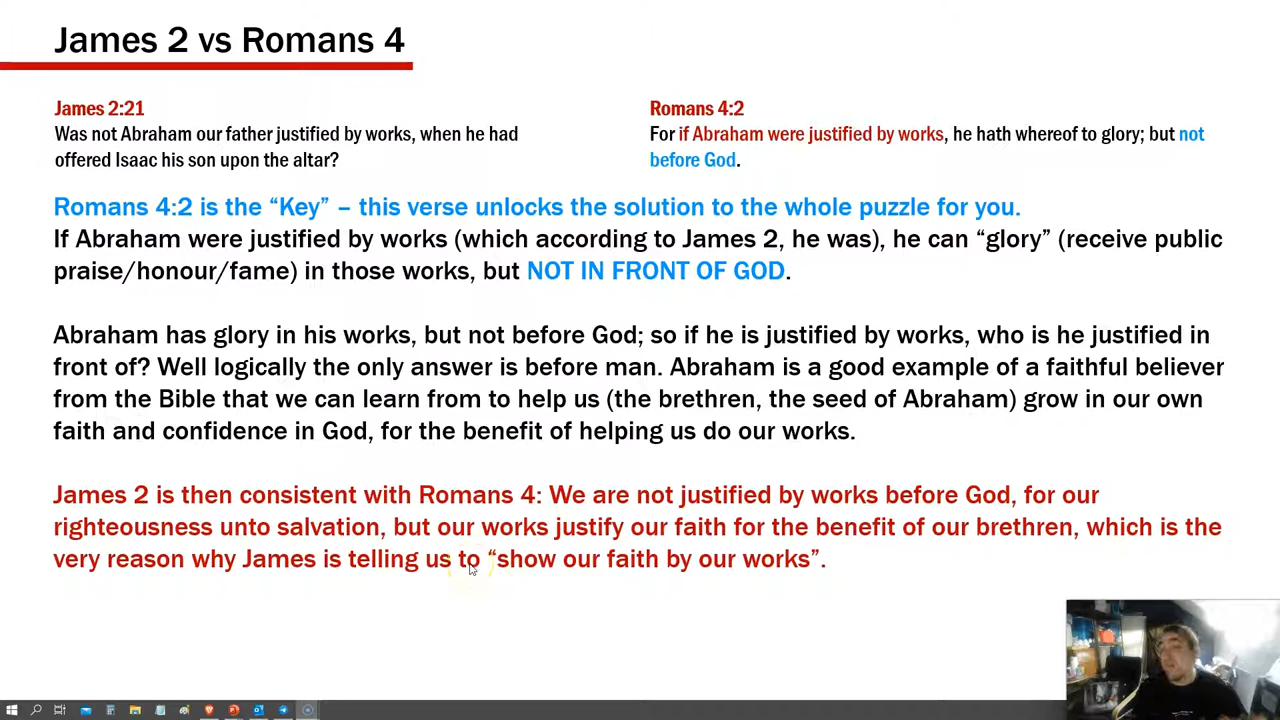 James 2 vs Romans 4
James 2:21
Was not Abraham our father justified by works, when he had
offered Isaac his son upon the altar?
Romans 4:2
For if Abraham were justified by works, he hath whereof to glory; but not
before God.
Romans 4:2 is the “Key” – this verse unlocks the solution to the whole puzzle for you.
If Abraham were justified by works (which according to James 2, he was), he can “glory” (receive public
praise/honour/fame) in those works, but NOT IN FRONT OF GOD.
Abraham has glory in his works, but not before God; so if he is justified by works, who is he justified in
front of? Well logically the only answer is before man. Abraham is a good example of a faithful believer
from the Bible that we can learn from to help us (the brethren, the seed of Abraham) grow in our own
faith and confidence in God, for the benefit of helping us do our works.
James 2 is then consistent with Romans 4: We are not justified by works before God, for our
righteousness unto salvation, but our works justify our faith for the benefit of our brethren, which is the
very reason why James is telling us to “show our faith by our works”.